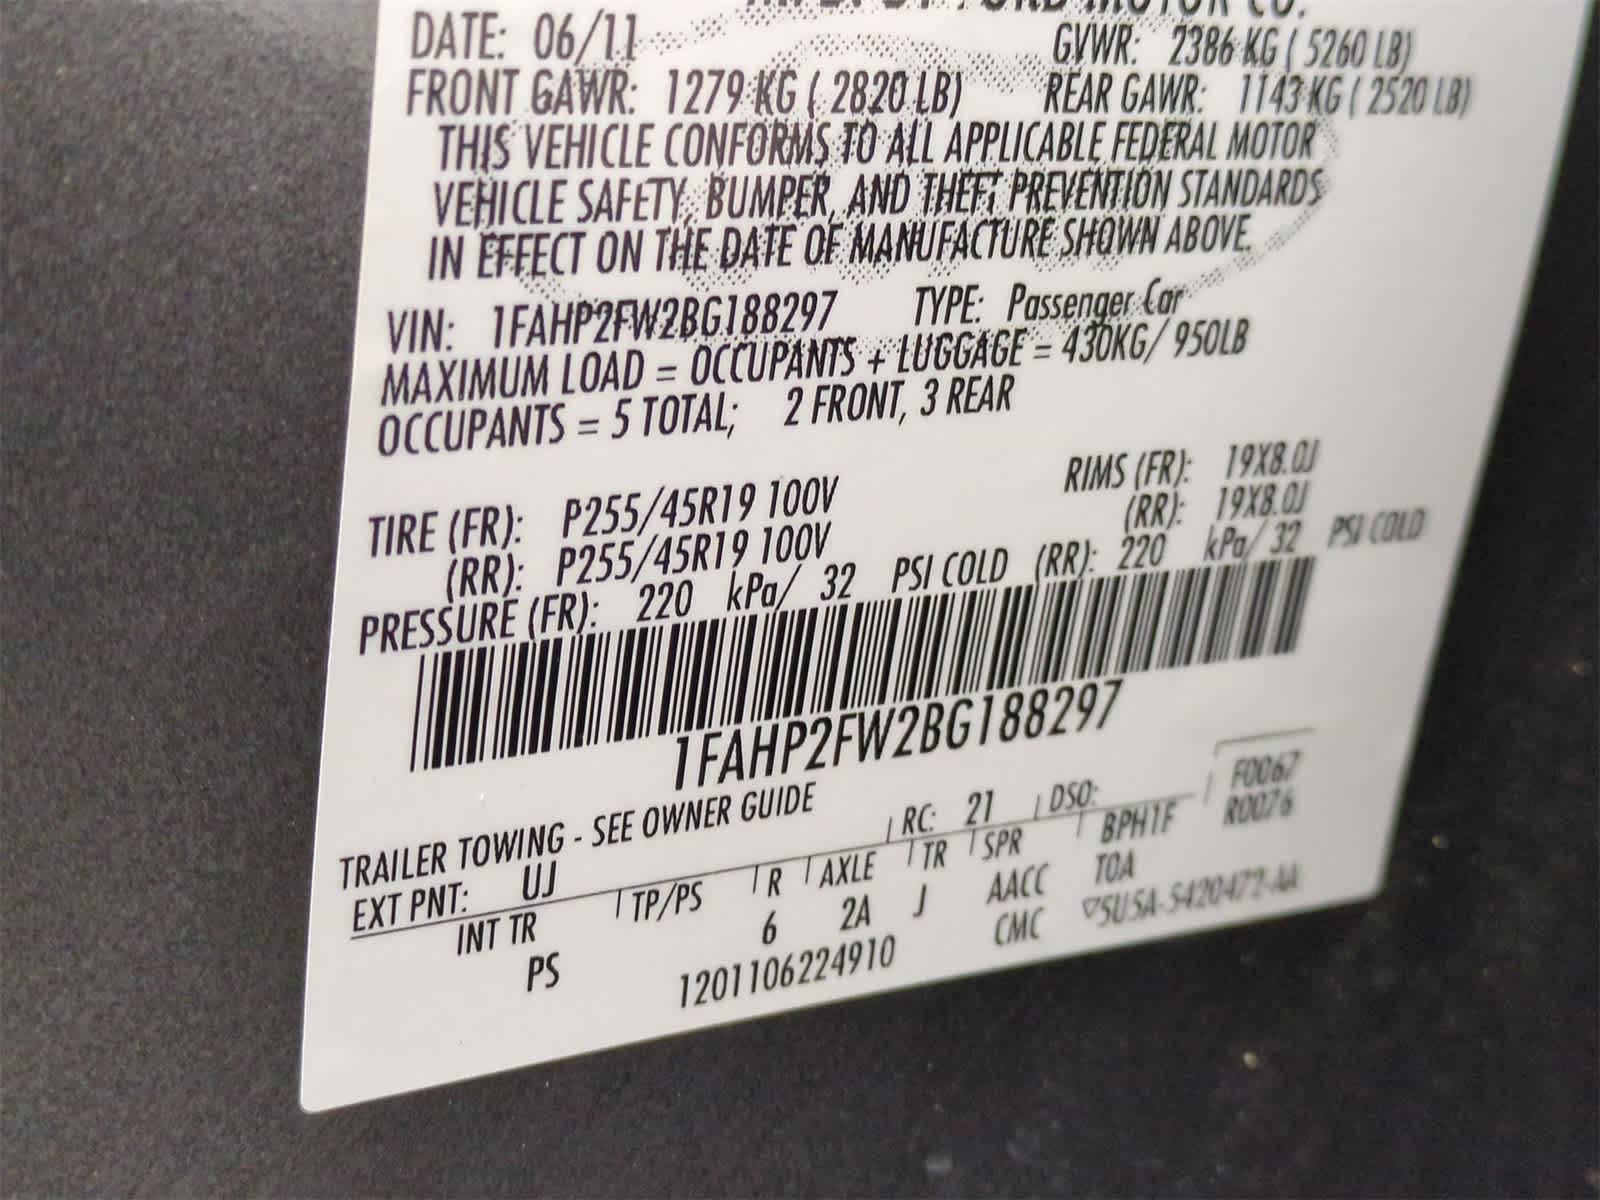 MFD. BY FORD MOTOR CO.
DATE: 06/11 GVWR: 2386 KG ( 5260 LB)
FRONT GAWR: 1279 KG ( 2820 LB) REAR GAWR: 1143 KG ( 2520 LB)
THIS VEHICLE CONFORMS TO ALL APPLICABLE FEDERAL MOTOR
VEHICLE SAFETY, BUMPER, AND THEFT PREVENTION STANDARDS
IN EFFECT ON THE DATE OF MANUFACTURE SHOWN ABOVE.
VIN: 1FAHP2FW2BG188297 TYPE: Passenger Car
MAXIMUM LOAD = OCCUPANTS + LUGGAGE = 430KG/ 950LB
OCCUPANTS = 5 TOTAL; 2 FRONT, 3 REAR
TIRE (FR): P255/45R19 100V RIMS (FR): 19X8.0J
(RR): P255/45R19 100V (RR): 19X8.0J
PRESSURE (FR): 220 kPa/ 32 PSI COLD (RR): 220 kPa/ 32 PSI COLD
1FAHP2FW2BG188297
TRAILER TOWING - SEE OWNER GUIDE F0067
EXT PNT: UJ RC: 21 DSO: R0076
INT TR TP/PS R AXLE TR SPR BPH1F
PS 6 2A J AACC TOA
1201106224910 CMC ▽5U5A-5420472-AA